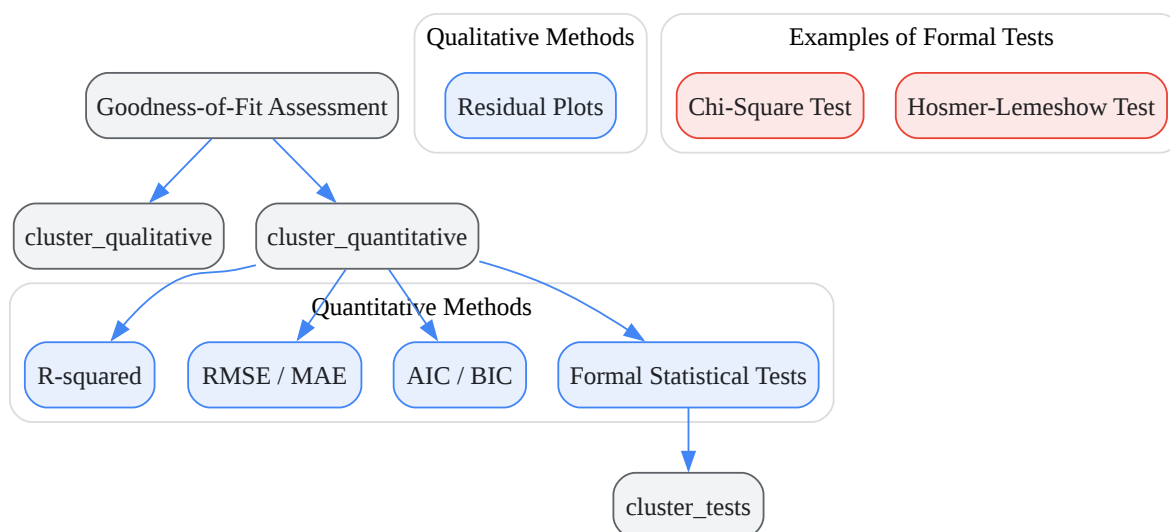 Qualitative Methods
Examples of Formal Tests
Goodness-of-Fit Assessment
Residual Plots
Chi-Square Test
Hosmer-Lemeshow Test
cluster_qualitative
cluster_quantitative
Quantitative Methods
R-squared
RMSE / MAE
AIC / BIC
Formal Statistical Tests
cluster_tests